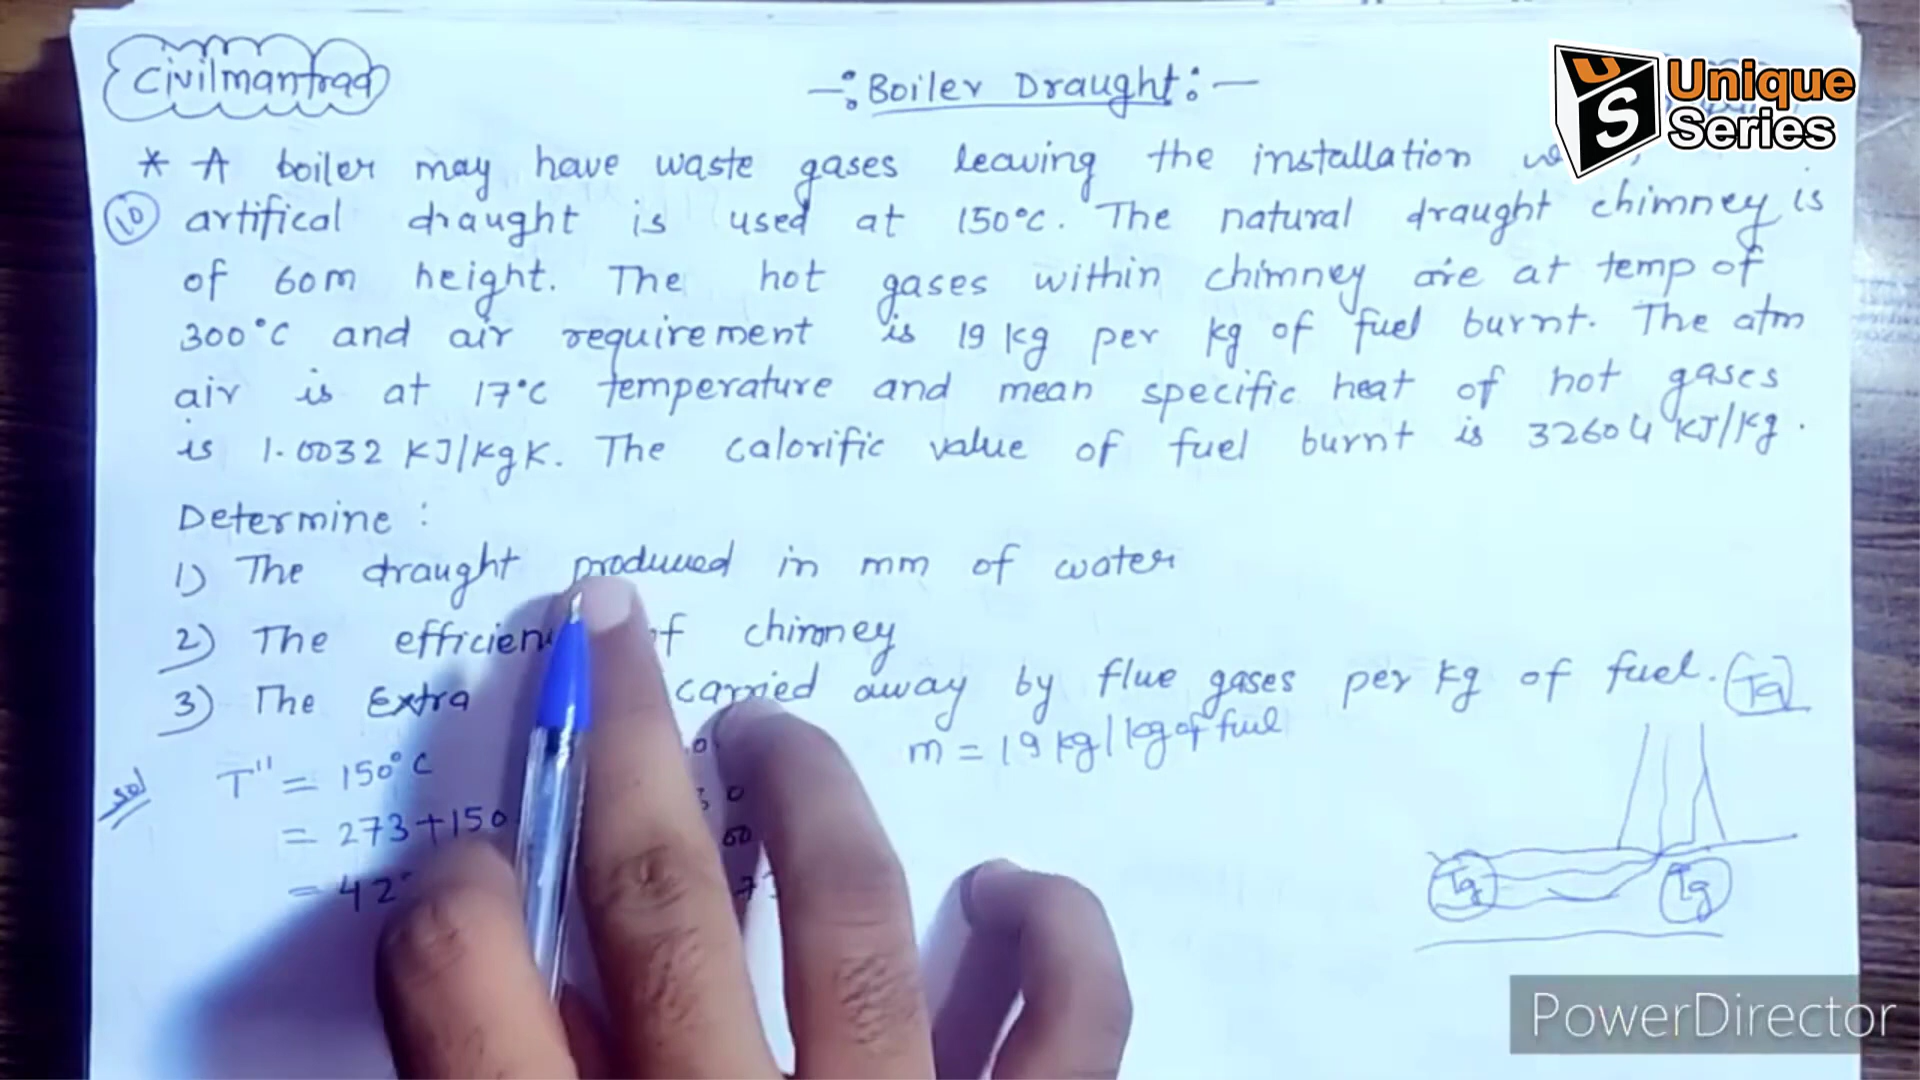 Civilmantraa
-: Boiler Draught :-
Unique Series
US
* A boiler may have waste gases leaving the installation
10 artifical draught is used at 150°C. The natural draught chimney is
of 60m height. The hot gases within chimney are at temp of
300°C and air requirement is 19 kg per kg of fuel burnt. The atm
air is at 17°C temperature and mean specific heat of hot gases
is 1.0032 KJ/kgK. The calorific value of fuel burnt is 32604 KJ/kg.
Determine :
1) The draught produced in mm of water
2) The of chimney
3) The Extra carried away by flue gases per kg of fuel. Tg
m = 19 kg/kg of fuel
Sol T" = 150°C
= 273+150
= 42
Tg Tg
PowerDirector